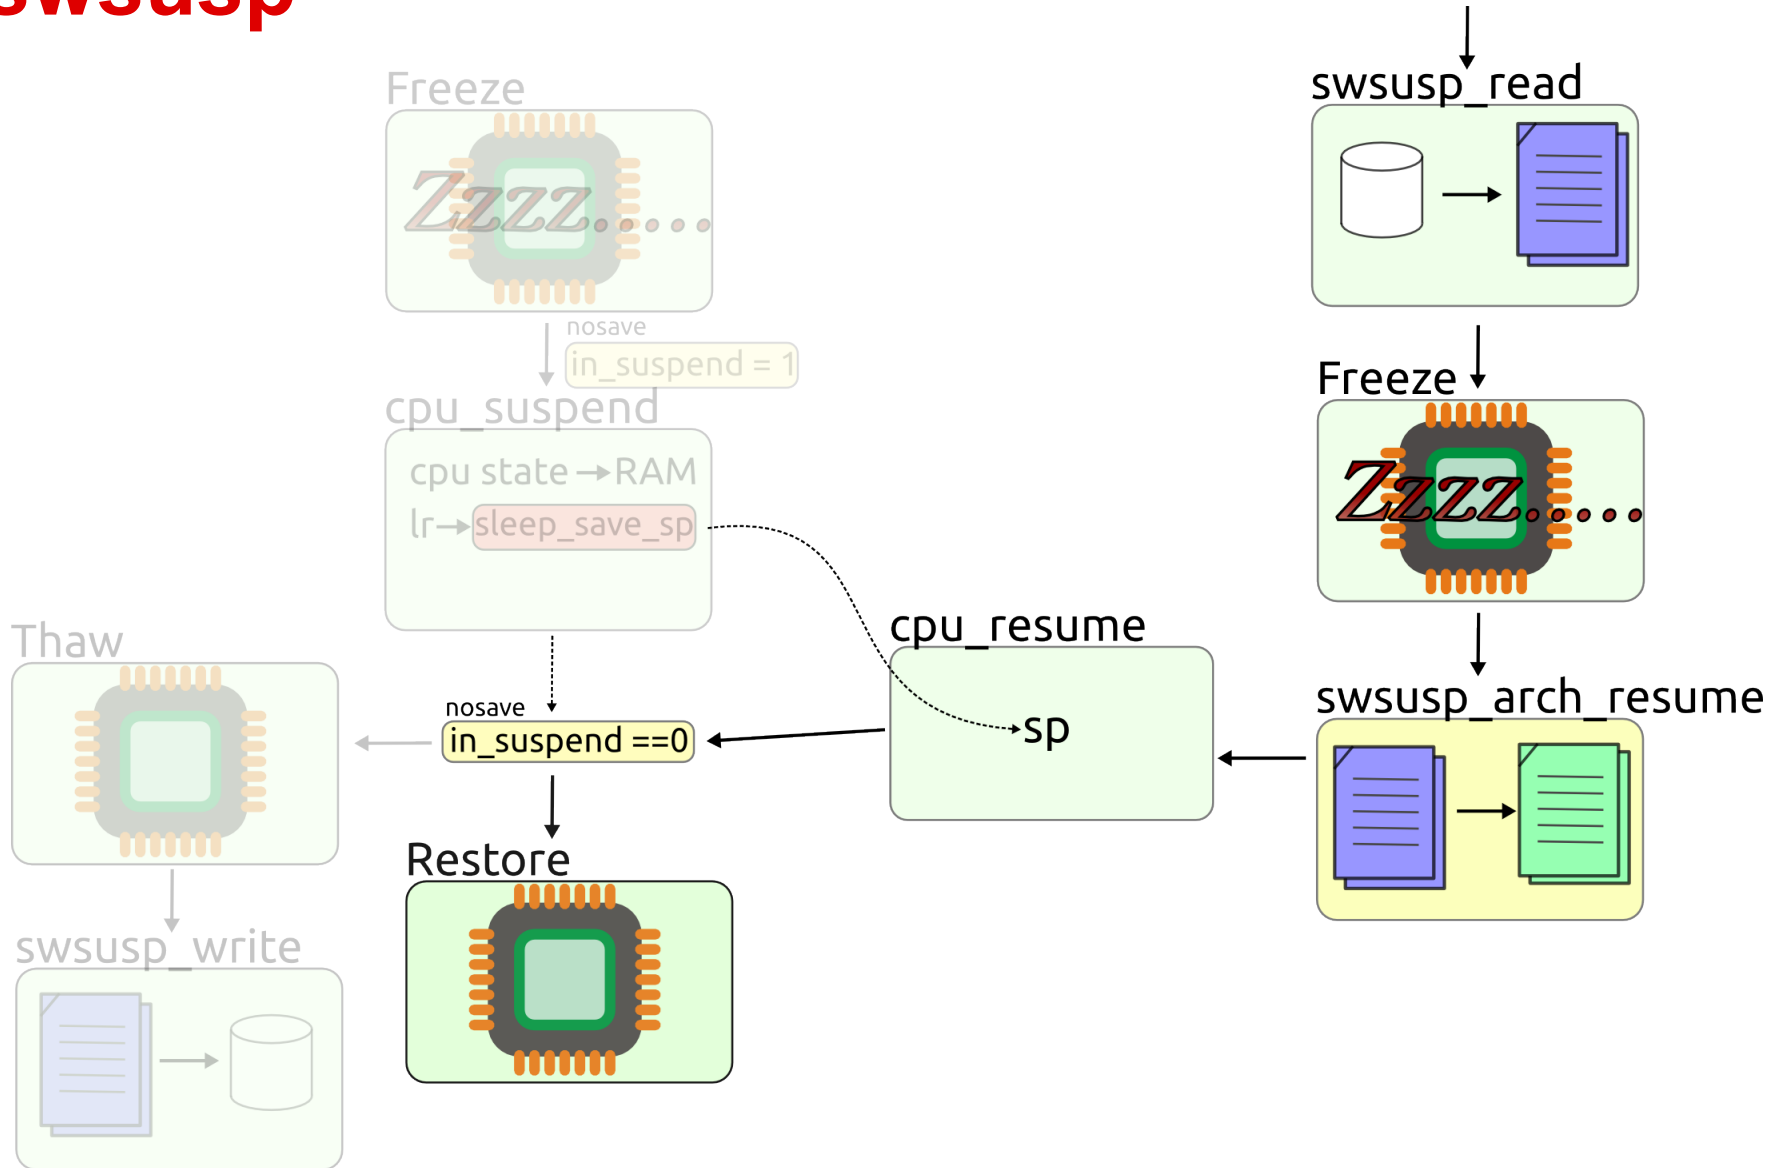 swsusp
Freeze
Zzzz.....
nosave
in_suspend = 1
cpu_suspend
cpu state → RAM
lr → sleep_save_sp
Thaw
swsusp_write
nosave
in_suspend ==0
Restore
cpu_resume
sp
swsusp_read
Freeze
Zzzz.....
swsusp_arch_resume